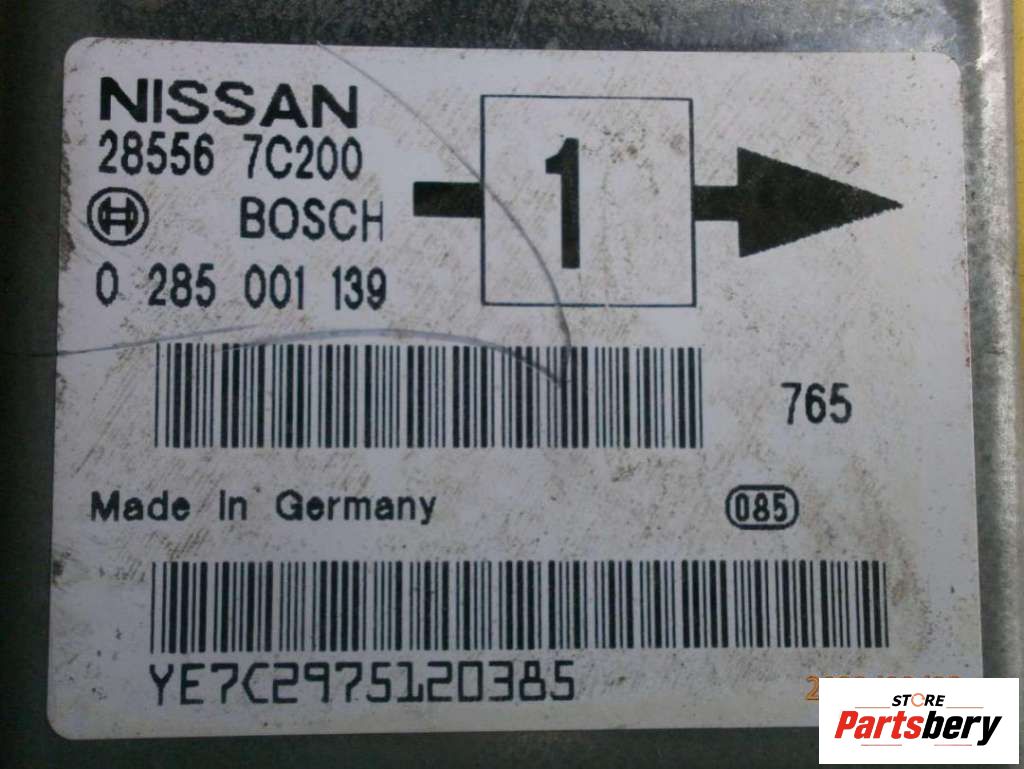 NISSAN
28556 7C200
BOSCH
0 285 001 139
1
765
Made in Germany
085
YE7C2975120385
STORE
Partsbery